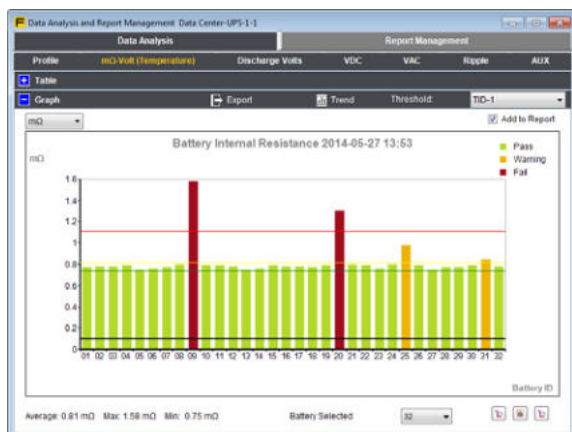 Data Analysis and Report Management Data Center-UPS-1-1
Data Analysis Report Management
Profile mΩ-Volt (Temperature) Discharge Volts VDC VAC Ripple AUX
Table
Graph Export Trend Threshold: TID-1
mΩ Add to Report
Battery Internal Resistance 2014-05-27 13:53
Pass
Warning
Fail
mΩ
1.6
1.4
1.2
1
0.8
0.6
0.4
0.2
0
01 02 03 04 05 06 07 08 09 10 11 12 13 14 15 16 17 18 19 20 21 22 23 24 25 26 27 28 29 30 31 32
Battery ID
Average: 0.81 mΩ Max: 1.58 mΩ Min: 0.75 mΩ Battery Selected 32